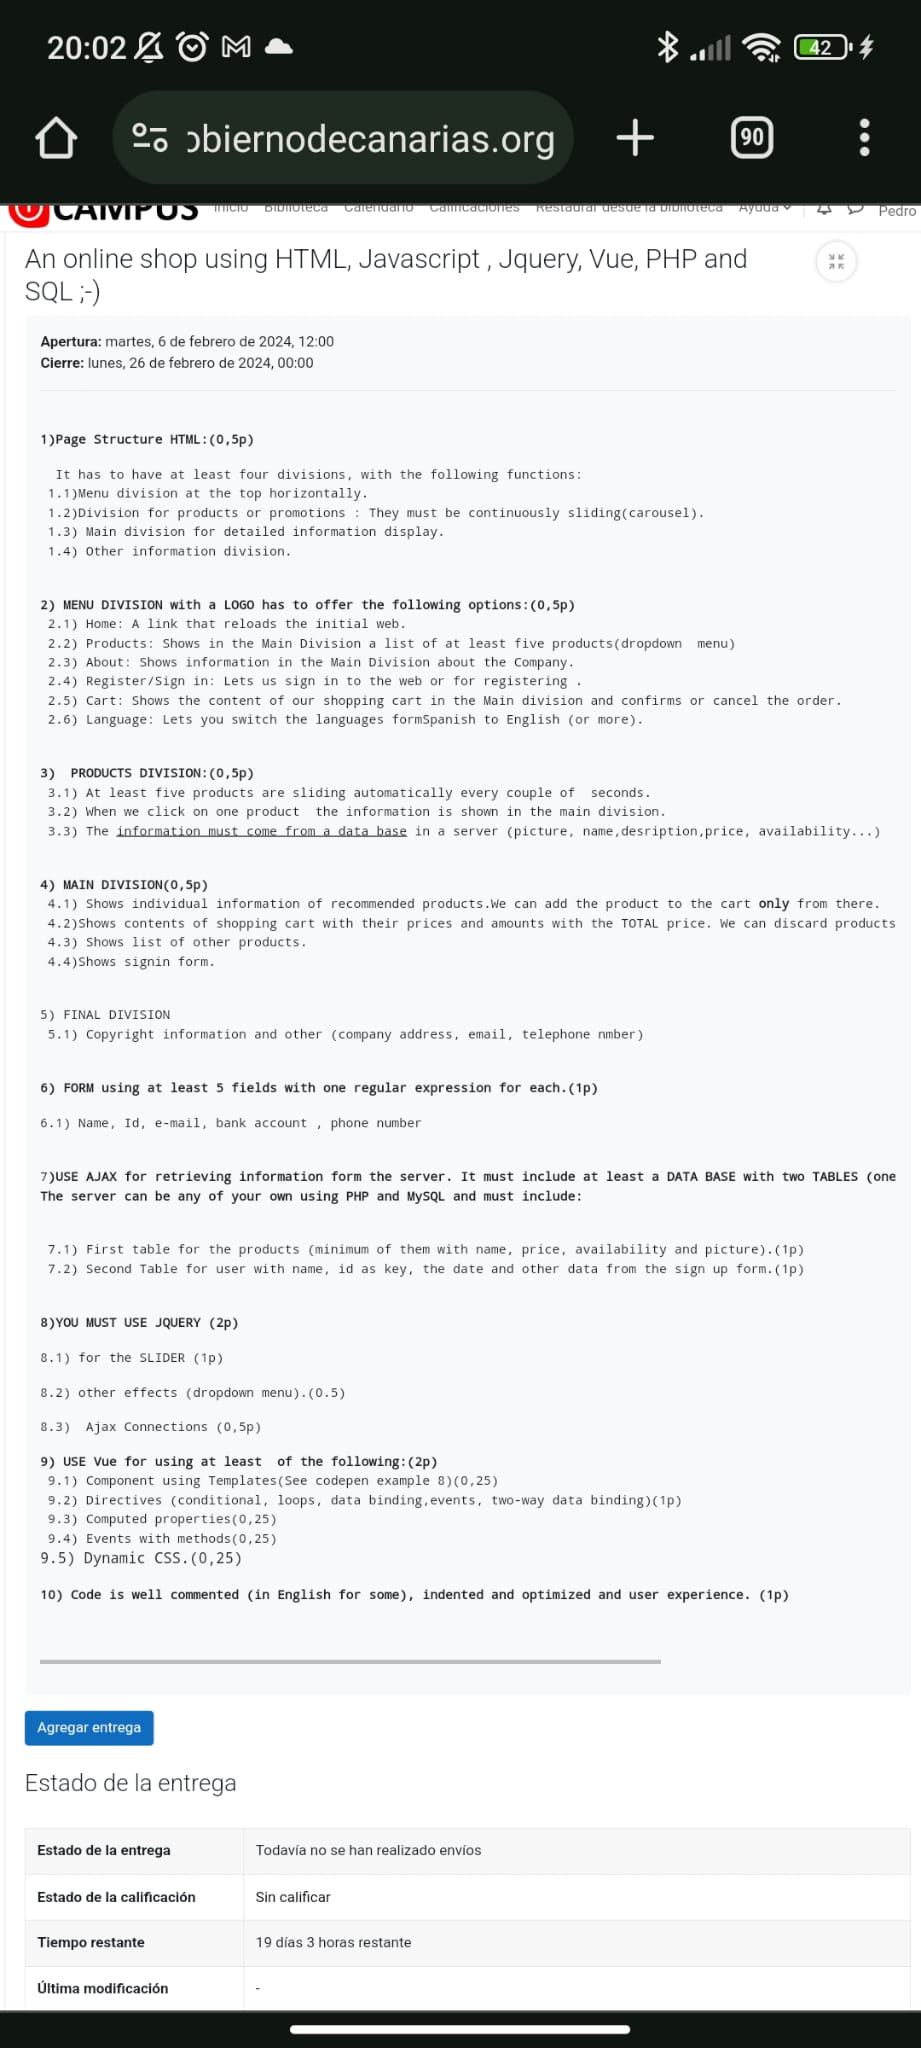 20:02
42
obiernodecanarias.org
90
CAMPUS Inicio Biblioteca Calendario Calificaciones Restaurar desde la biblioteca Ayuda Pedro
An online shop using HTML, Javascript , Jquery, Vue, PHP and
SQL ;-)
Apertura: martes, 6 de febrero de 2024, 12:00
Cierre: lunes, 26 de febrero de 2024, 00:00
1)Page Structure HTML:(0,5p)
It has to have at least four divisions, with the following functions:
1.1)Menu division at the top horizontally.
1.2)Division for products or promotions : They must be continuously sliding(carousel).
1.3) Main division for detailed information display.
1.4) Other information division.
2) MENU DIVISION with a LOGO has to offer the following options:(0,5p)
2.1) Home: A link that reloads the initial web.
2.2) Products: Shows in the Main Division a list of at least five products(dropdown menu)
2.3) About: Shows information in the Main Division about the Company.
2.4) Register/Sign in: Lets us sign in to the web or for registering .
2.5) Cart: Shows the content of our shopping cart in the Main division and confirms or cancel the order.
2.6) Language: Lets you switch the languages formSpanish to English (or more).
3) PRODUCTS DIVISION:(0,5p)
3.1) At least five products are sliding automatically every couple of seconds.
3.2) When we click on one product the information is shown in the main division.
3.3) The information must come from a data base in a server (picture, name,desription,price, availability...)
4) MAIN DIVISION(0,5p)
4.1) Shows individual information of recommended products.We can add the product to the cart only from there.
4.2)Shows contents of shopping cart with their prices and amounts with the TOTAL price. We can discard products
4.3) Shows list of other products.
4.4)Shows signin form.
5) FINAL DIVISION
5.1) Copyright information and other (company address, email, telephone nmber)
6) FORM using at least 5 fields with one regular expression for each.(1p)
6.1) Name, Id, e-mail, bank account , phone number
7)USE AJAX for retrieving information form the server. It must include at least a DATA BASE with two TABLES (one
The server can be any of your own using PHP and MySQL and must include:
7.1) First table for the products (minimum of them with name, price, availability and picture).(1p)
7.2) Second Table for user with name, id as key, the date and other data from the sign up form.(1p)
8)YOU MUST USE JQUERY (2p)
8.1) for the SLIDER (1p)
8.2) other effects (dropdown menu).(0.5)
8.3) Ajax Connections (0,5p)
9) USE Vue for using at least of the following:(2p)
9.1) Component using Templates(See codepen example 8)(0,25)
9.2) Directives (conditional, loops, data binding,events, two-way data binding)(1p)
9.3) Computed properties(0,25)
9.4) Events with methods(0,25)
9.5) Dynamic CSS.(0,25)
10) Code is well commented (in English for some), indented and optimized and user experience. (1p)
Agregar entrega
Estado de la entrega
Estado de la entrega Todavía no se han realizado envíos
Estado de la calificación Sin calificar
Tiempo restante 19 días 3 horas restante
Última modificación -